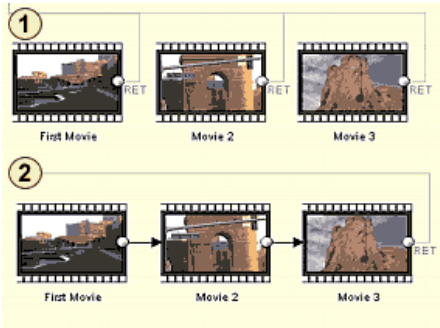 1
RET RET RET
First Movie Movie 2 Movie 3
2
RET
First Movie Movie 2 Movie 3